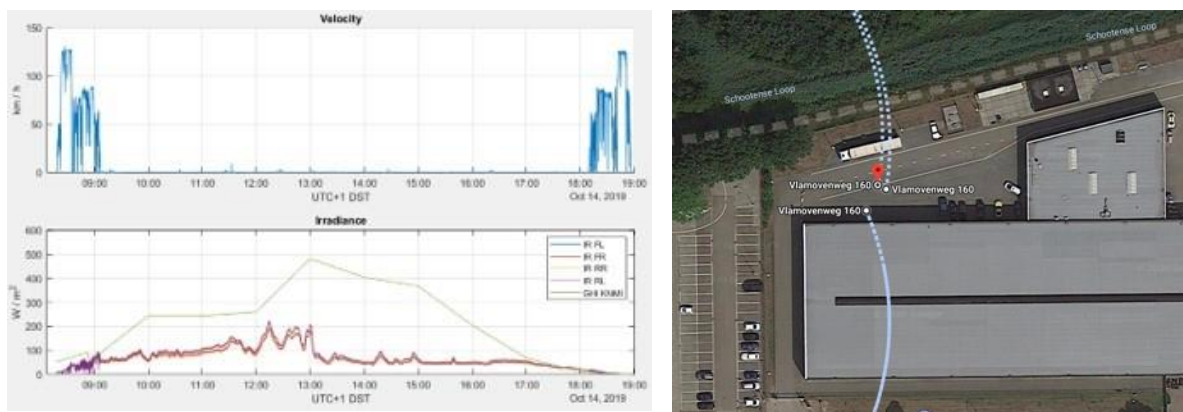 Velocity
150
100
50
0
km / h
09:00 10:00 11:00 12:00 13:00 14:00 15:00 16:00 17:00 18:00 19:00
UTC+1 DST
Oct 14, 2019
Irradiance
600
500
400
300
200
100
0
W / m²
IR FL
IR FR
IR RR
IR RL
GHI KNMI
09:00 10:00 11:00 12:00 13:00 14:00 15:00 16:00 17:00 18:00 19:00
UTC+1 DST
Oct 14, 2019
Schootense Loop
Schootense Loop
Vlamovenweg 160
Vlamovenweg 160
Vlamovenweg 160